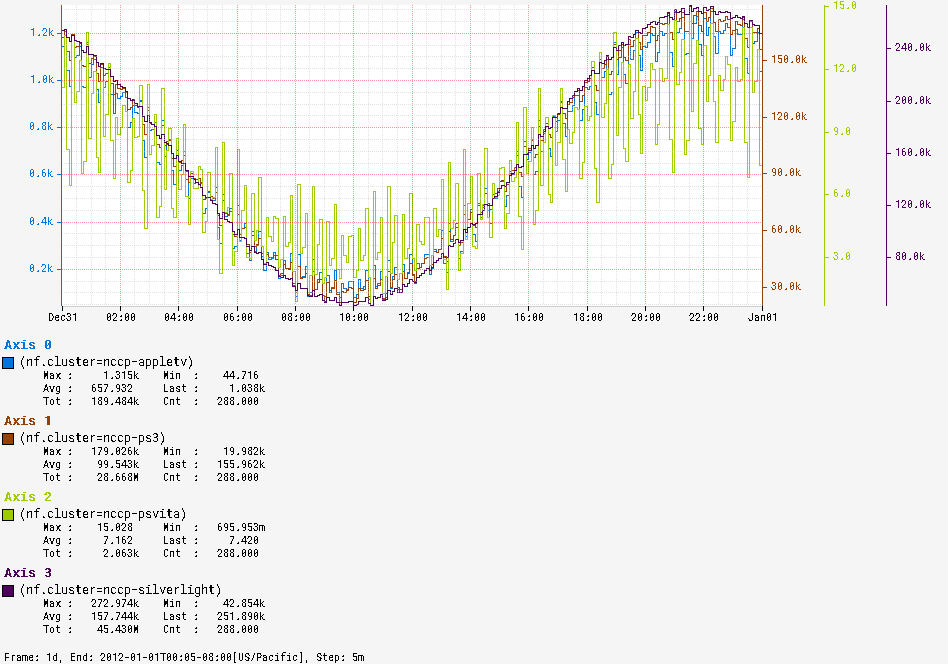 15.0
1.2k
240.0k
150.0k
12.0
1.0k
200.0k
120.0k
0.8k
9.0
160.0k
0.6k
90.0k
6.0
120.0k
0.4k
60.0k
80.0k
3.0
0.2k
30.0k
Dec31 02:00 04:00 06:00 08:00 10:00 12:00 14:00 16:00 18:00 20:00 22:00 Jan01
Axis 0
(nf.cluster=nccp-appletv)
Max : 1.315k Min : 44.716
Avg : 657.932 Last : 1.038k
Tot : 189.484k Cnt : 288.000
Axis 1
(nf.cluster=nccp-ps3)
Max : 179.026k Min : 19.982k
Avg : 99.543k Last : 155.962k
Tot : 28.668M Cnt : 288.000
Axis 2
(nf.cluster=nccp-psvita)
Max : 15.028 Min : 695.953m
Avg : 7.162 Last : 7.420
Tot : 2.063k Cnt : 288.000
Axis 3
(nf.cluster=nccp-silverlight)
Max : 272.974k Min : 42.854k
Avg : 157.744k Last : 251.890k
Tot : 45.430M Cnt : 288.000
Frame: 1d, End: 2012-01-01T00:05-08:00[US/Pacific], Step: 5m